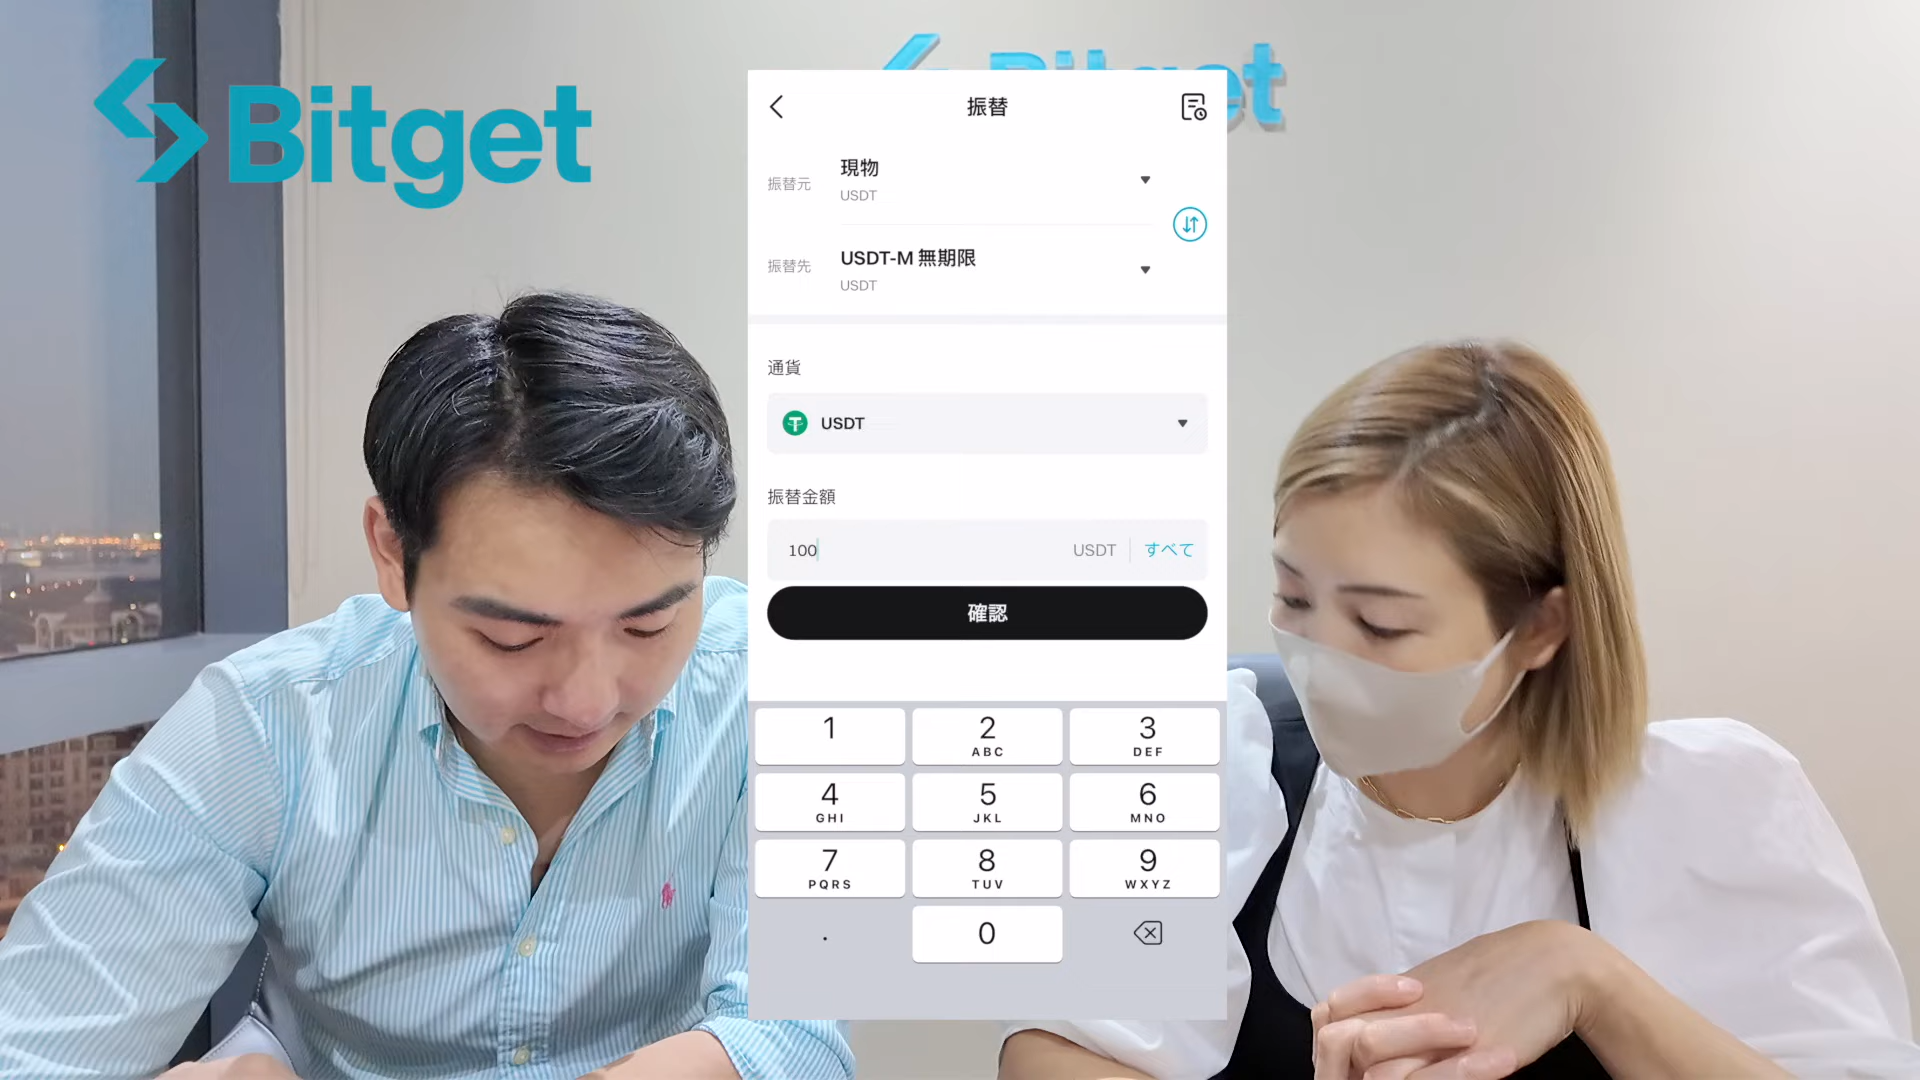 Bitget
Bitget
振替
振替元
現物
USDT
振替先
USDT-M 無期限
USDT
通貨
USDT
振替金額
100
USDT
すべて
確認
1
2
ABC
3
DEF
4
GHI
5
JKL
6
MNO
7
PQRS
8
TUV
9
WXYZ
.
0